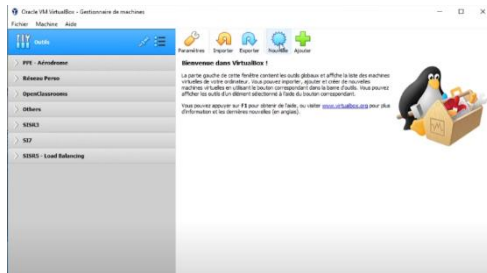 Oracle VM VirtualBox - Gestionnaire de machines
Fichier Machine Aide
Outils
Paramètres Importer Exporter Nouvelle Ajouter
PPE - Aérodrome
Réseau Perso
OpenClassrooms
Others
SISR3
SI7
SISR5 - Load Balancing
Bienvenue dans VirtualBox !
La partie gauche de cette fenêtre contient les outils globaux et affiche la liste des machines
virtuelles de votre ordinateur. Vous pouvez importer, ajouter et créer de nouvelles
machines virtuelles en utilisant le bouton correspondant dans la barre d'outils. Vous pouvez
afficher les outils d'un élément sélectionné à l'aide du bouton correspondant.
Vous pouvez appuyer sur F1 pour obtenir de l'aide, ou visiter www.virtualbox.org pour plus
d'information et les dernières nouvelles (en anglais).